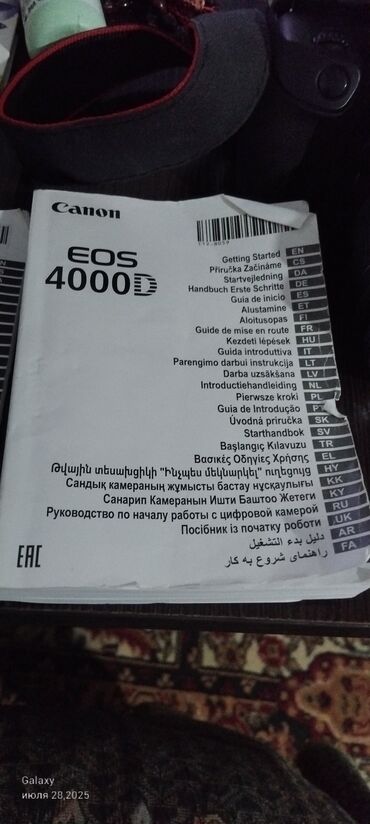 Canon
EOS
4000D
Getting Started EN
Příručka Začínáme CS
Startvejledning DA
Handbuch Erste Schritte DE
Guía de inicio ES
Alustamine ET
Aloitusopas FI
Guide de mise en route FR
Kezdeti lépések HU
Guida introduttiva IT
Parengimo darbui instrukcija LT
Darba uzsākšana LV
Introductiehandleiding NL
Pierwsze kroki PL
Guia de Introdução
Úvodná príručka SK
Starthandbok SV
Başlangıç Kılavuzu TR
Βασικές Οδηγίες Χρήσης EL
Թվային տեսախցիկի "Ինչպես մեկնարկել" ուղեցույց HY
Сандық камераның жұмысты бастау нұсқаулығы KK
Санарип Камеранын Ишти Баштоо Жетеги KY
Руководство по началу работы с цифровой камерой RU
Посібник із початку роботи UK
دليل بدء التشغيل AR
راهنمای شروع به کار FA
EAC
Galaxy
июля 28,2025